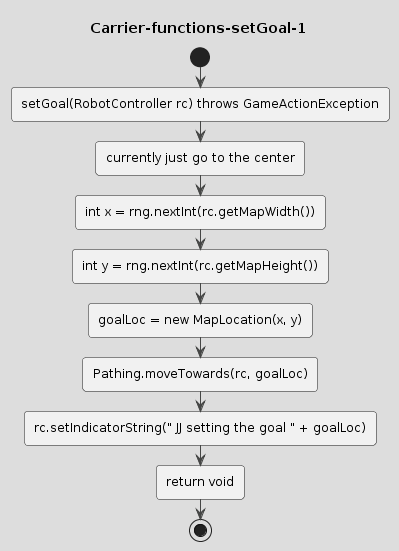 Carrier-functions-setGoal-1
setGoal(RobotController rc) throws GameActionException
currently just go to the center
int x = rng.nextInt(rc.getMapWidth())
int y = rng.nextInt(rc.getMapHeight())
goalLoc = new MapLocation(x, y)
Pathing.moveTowards(rc, goalLoc)
rc.setIndicatorString(" JJ setting the goal " + goalLoc)
return void